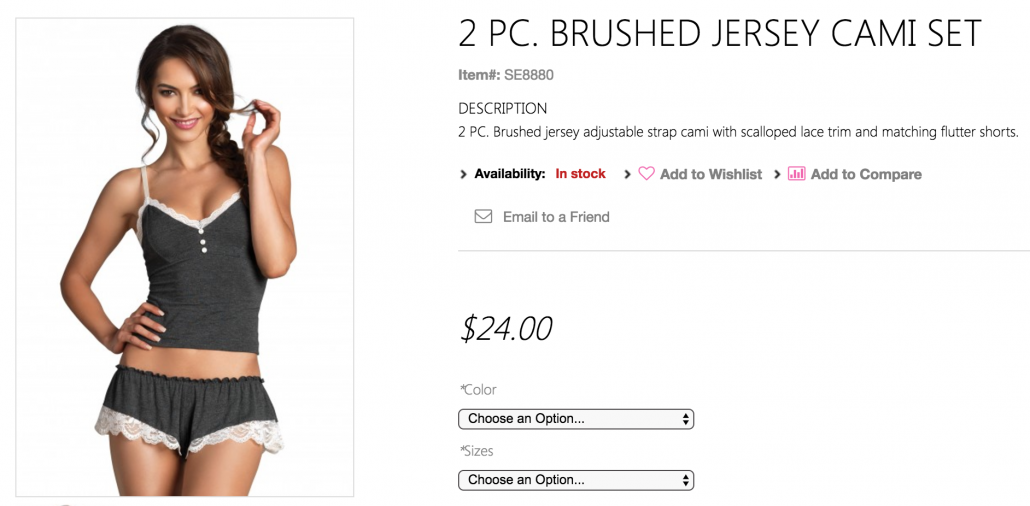 2 PC. BRUSHED JERSEY CAMI SET
Item#: SE8880
DESCRIPTION
2 PC. Brushed jersey adjustable strap cami with scalloped lace trim and matching flutter shorts.
Availability: In stock Add to Wishlist Add to Compare
Email to a Friend
$24.00
*Color
Choose an Option...
*Sizes
Choose an Option...